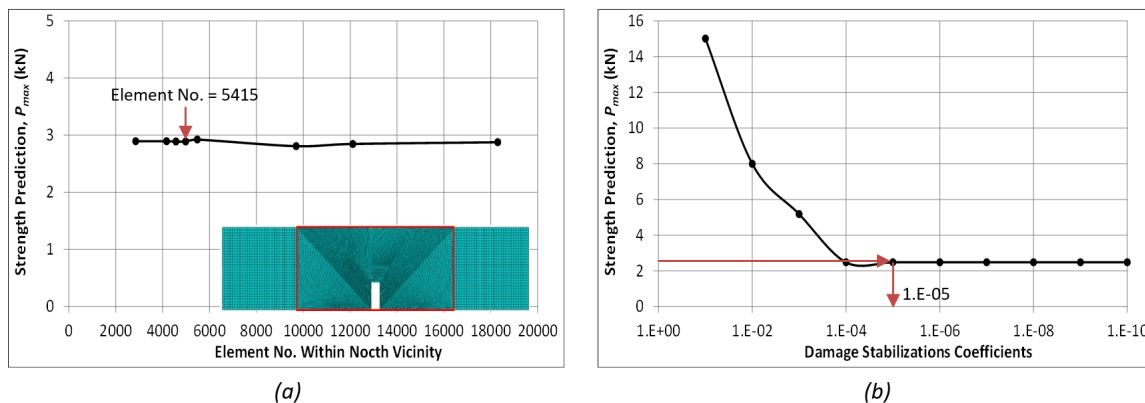 5
4
3
2
1
0
Strength Prediction, Pmax (kN)
Element No. = 5415
0 2000 4000 6000 8000 10000 12000 14000 16000 18000 20000
Element No. Within Nocth Vicinity
(a)
16
14
12
10
8
6
4
2
0
Strength Prediction, Pmax (kN)
1.E-05
1.E+00 1.E-02 1.E-04 1.E-06 1.E-08 1.E-10
Damage Stabilizations Coefficients
(b)